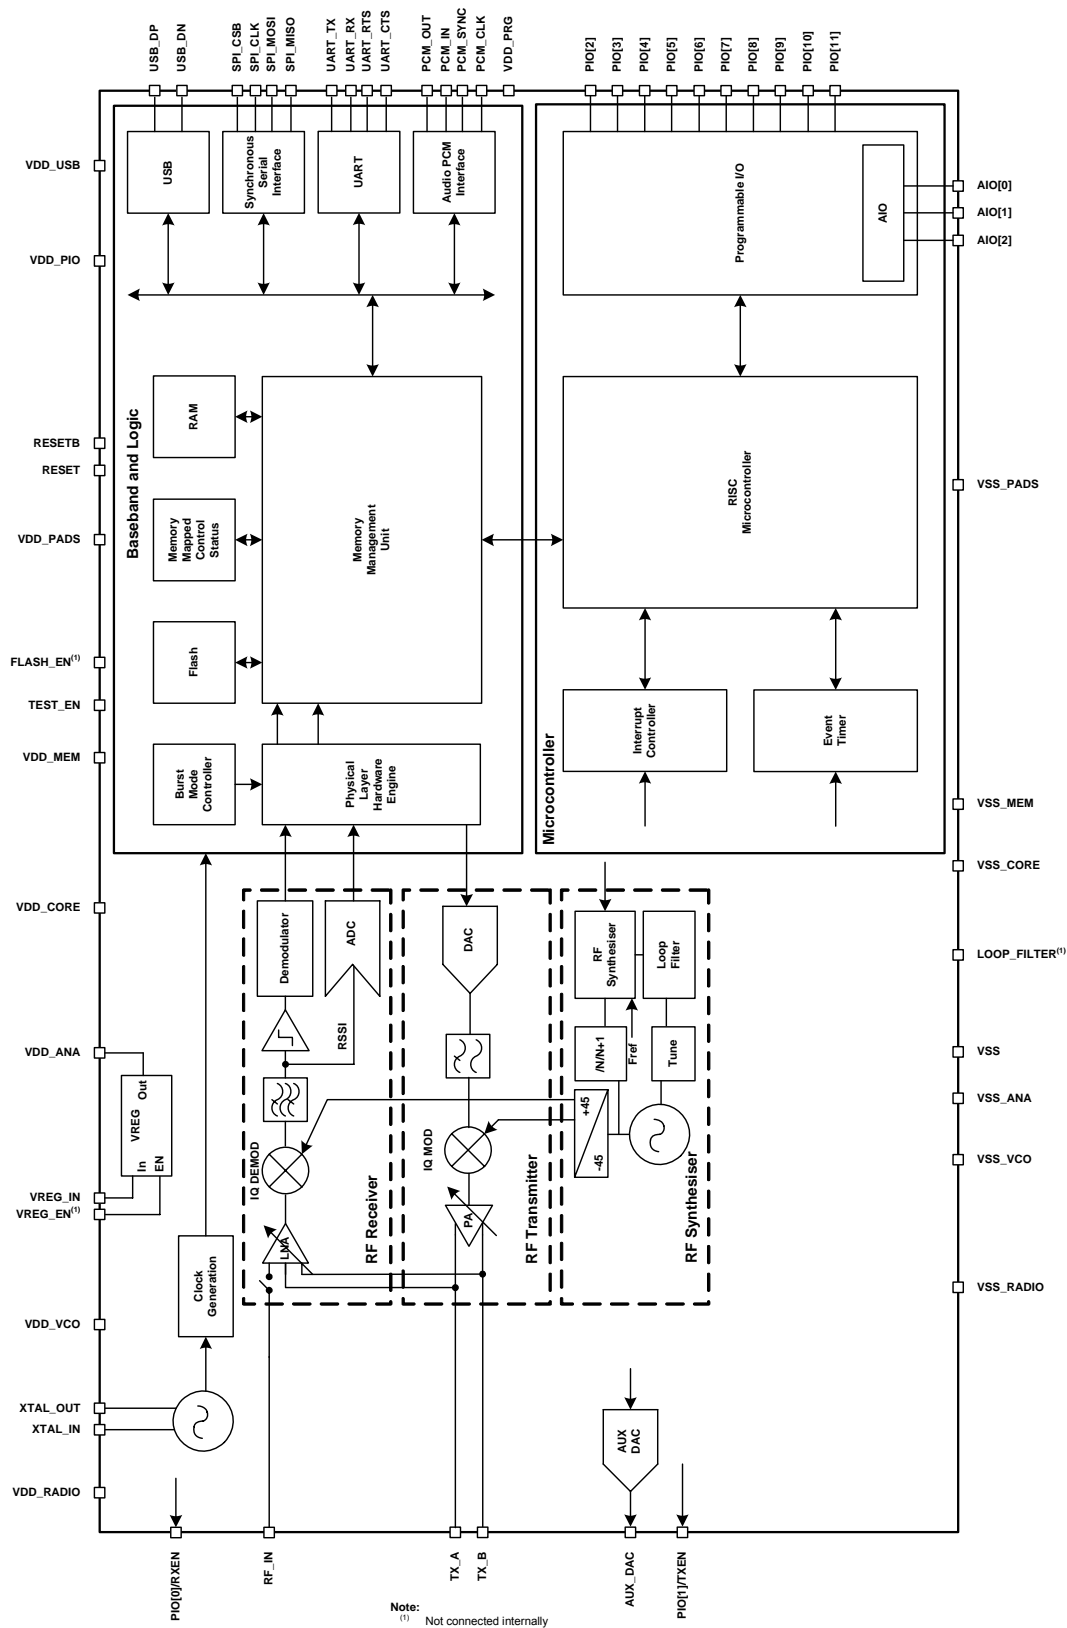 USB_DP
USB_DN
SPI_CSB
SPI_CLK
SPI_MOSI
SPI_MISO
UART_TX
UART_RX
UART_RTS
UART_CTS
PCM_OUT
PCM_IN
PCM_SYNC
PCM_CLK
VDD_PRG
PIO[2]
PIO[3]
PIO[4]
PIO[5]
PIO[6]
PIO[7]
PIO[8]
PIO[9]
PIO[10]
PIO[11]
VDD_USB
VDD_PIO
RESETB
RESET
VDD_PADS
FLASH_EN(1)
TEST_EN
VDD_MEM
VDD_CORE
VDD_ANA
VREG_IN
VREG_EN(1)
VDD_VCO
XTAL_OUT
XTAL_IN
VDD_RADIO
USB
Synchronous
Serial
Interface
UART
Audio PCM
Interface
Baseband and Logic
RAM
Memory
Mapped
Control
Status
Flash
Burst
Mode
Controller
Memory
Management
Unit
Physical
Layer
Hardware
Engine
Programmable I/O
AIO
RISC
Microcontroller
Interrupt
Controller
Event
Timer
Microcontroller
AIO[0]
AIO[1]
AIO[2]
VSS_PADS
VSS_MEM
VSS_CORE
LOOP_FILTER(1)
VSS
VSS_ANA
VSS_VCO
VSS_RADIO
Demodulator
ADC
RSSI
IQ DEMOD
LNA
RF Receiver
DAC
IQ MOD
PA
RF Transmitter
RF
Synthesiser
Loop
Filter
/N/N+1
Fref
Tune
+45
-45
RF Synthesiser
VREG
Out
In
EN
Clock
Generation
AUX
DAC
PIO[0]/RXEN
RF_IN
TX_A
TX_B
AUX_DAC
PIO[1]/TXEN
Note:
(1) Not connected internally